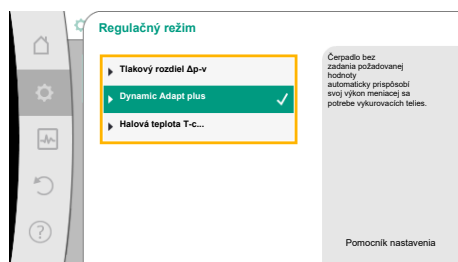 Regulačný režim
Tlakový rozdiel Δp-v
Dynamic Adapt plus
Halová teplota T-c...
Čerpadlo bez
zadania požadovanej
hodnoty
automaticky prispôsobí
svoj výkon meniacej sa
potrebe vykurovacích telies.
Pomocník nastavenia